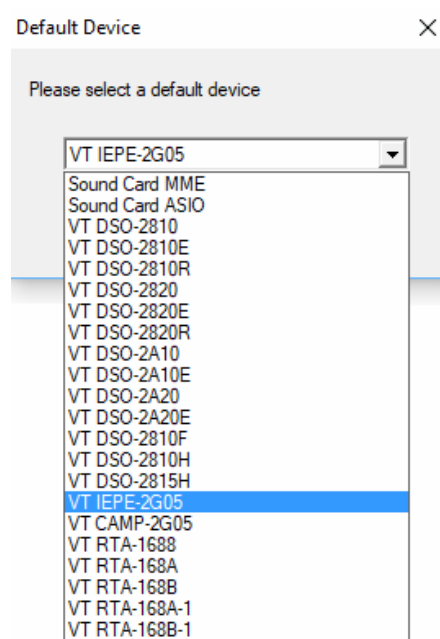 Default Device
Please select a default device
VT IEPE-2G05
Sound Card MME
Sound Card ASIO
VT DSO-2810
VT DSO-2810E
VT DSO-2810R
VT DSO-2820
VT DSO-2820E
VT DSO-2820R
VT DSO-2A10
VT DSO-2A10E
VT DSO-2A20
VT DSO-2A20E
VT DSO-2810F
VT DSO-2810H
VT DSO-2815H
VT IEPE-2G05
VT CAMP-2G05
VT RTA-1688
VT RTA-168A
VT RTA-168B
VT RTA-168A-1
VT RTA-168B-1